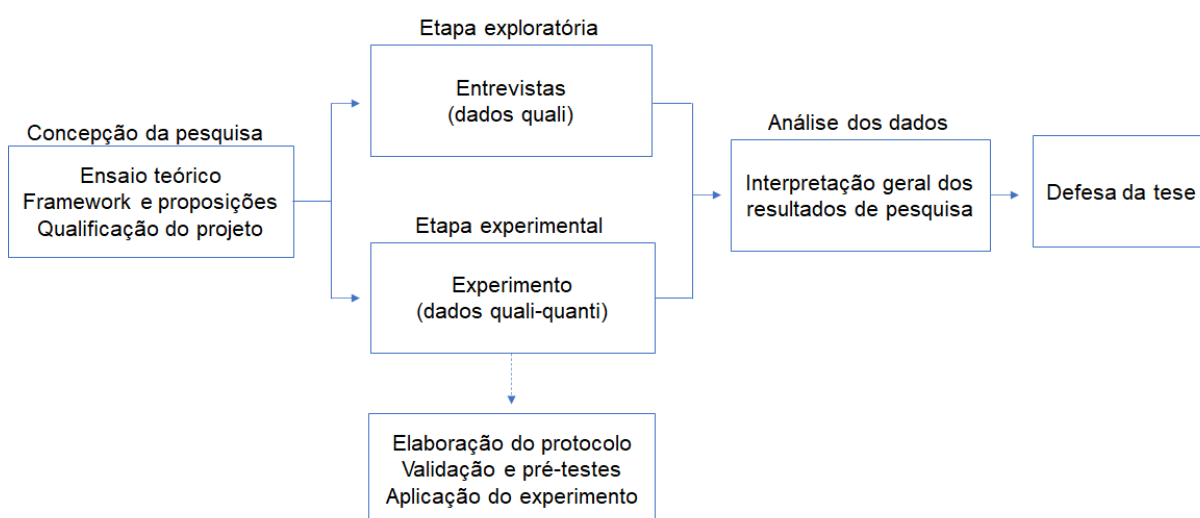 Concepção da pesquisa
Ensaio teórico
Framework e proposições
Qualificação do projeto
Etapa exploratória
Entrevistas
(dados quali)
Etapa experimental
Experimento
(dados quali-quanti)
Elaboração do protocolo
Validação e pré-testes
Aplicação do experimento
Análise dos dados
Interpretação geral dos
resultados de pesquisa
Defesa da tese